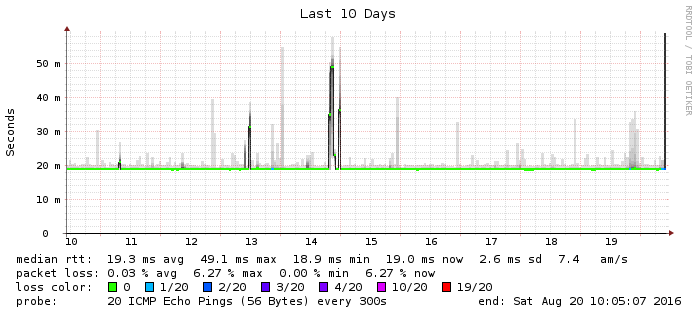 Last 10 Days
RRDTOOL / TOBI OETIKER
Seconds
50 m
40 m
30 m
20 m
10 m
0
10 11 12 13 14 15 16 17 18 19
median rtt: 19.3 ms avg 49.1 ms max 18.9 ms min 19.0 ms now 2.6 ms sd 7.4 am/s
packet loss: 0.03 % avg 6.27 % max 0.00 % min 6.27 % now
loss color: 0 1/20 2/20 3/20 4/20 10/20 19/20
probe: 20 ICMP Echo Pings (56 Bytes) every 300s end: Sat Aug 20 10:05:07 2016